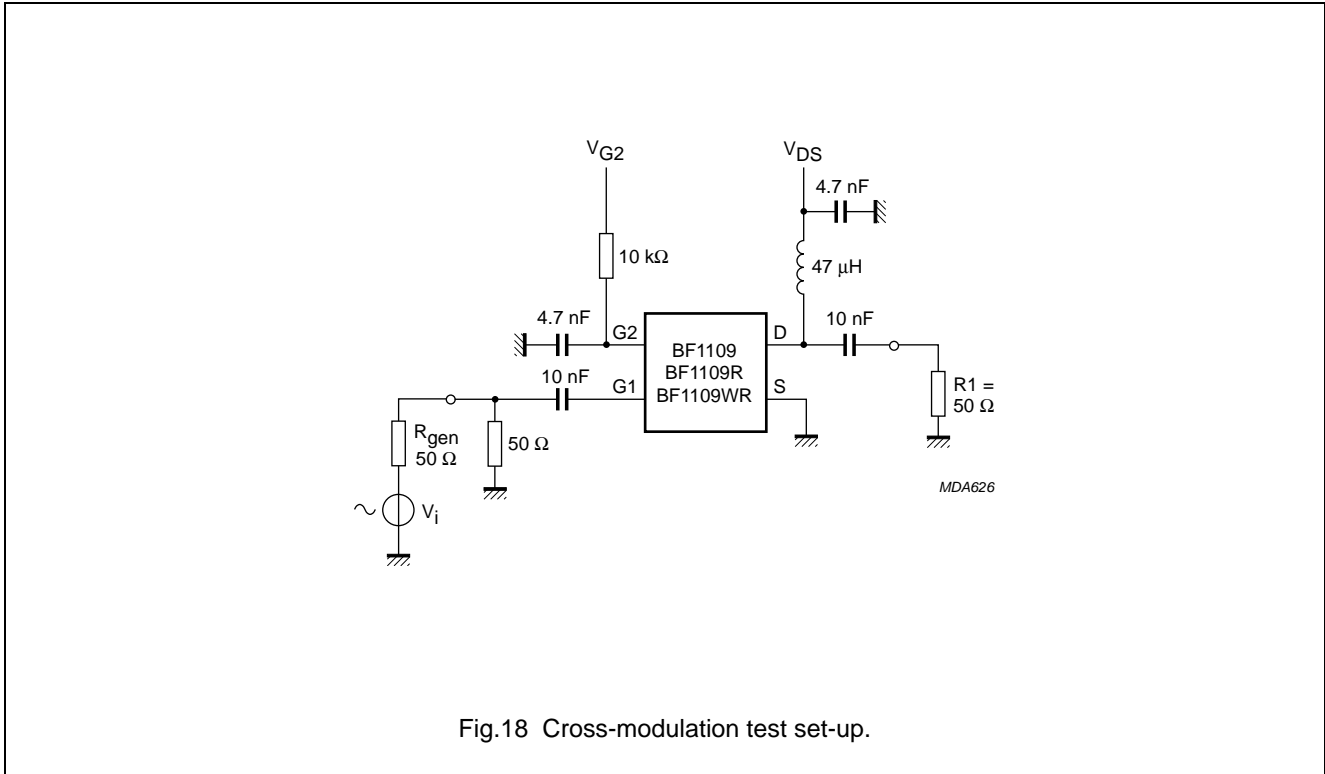 VG2
VDS
4.7 nF
10 kΩ
47 μH
4.7 nF
G2
D
10 nF
BF1109
BF1109R
BF1109WR
10 nF
G1
S
R1 =
50 Ω
Rgen
50 Ω
50 Ω
Vi
MDA626
Fig.18 Cross-modulation test set-up.